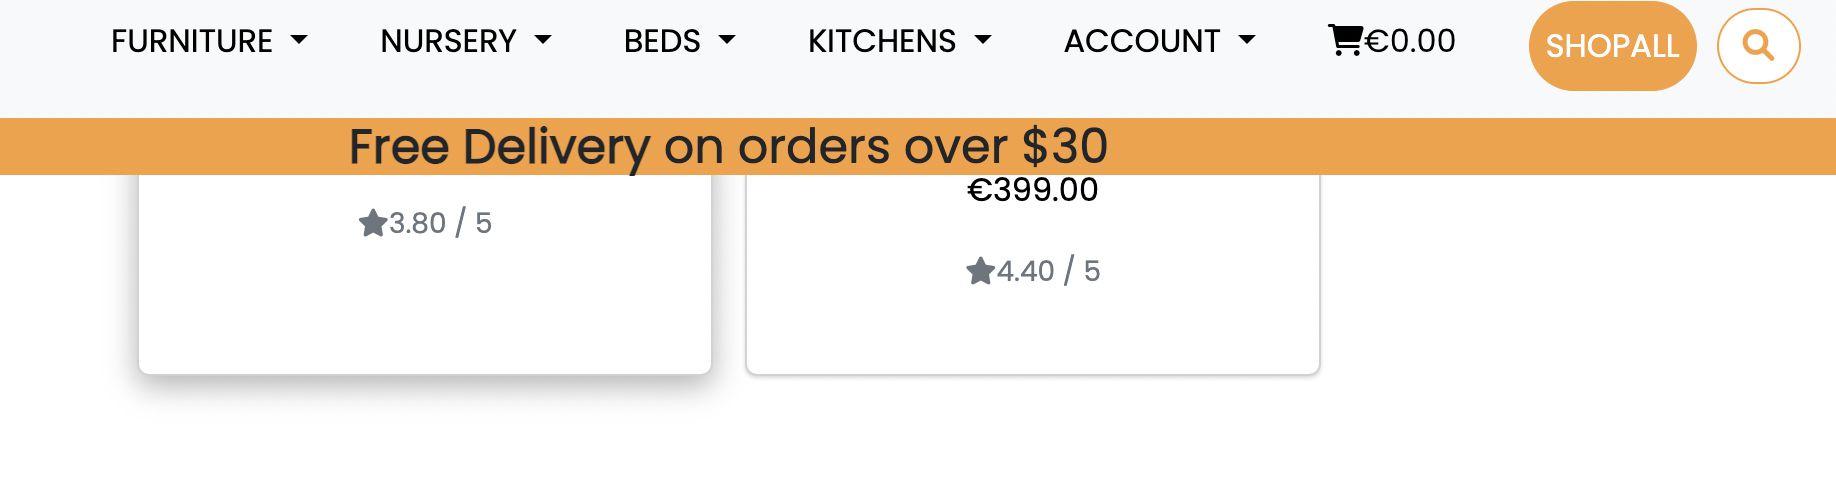 FURNITURE NURSERY BEDS KITCHENS ACCOUNT €0.00 SHOPALL
Free Delivery on orders over $30
€399.00
3.80 / 5
4.40 / 5